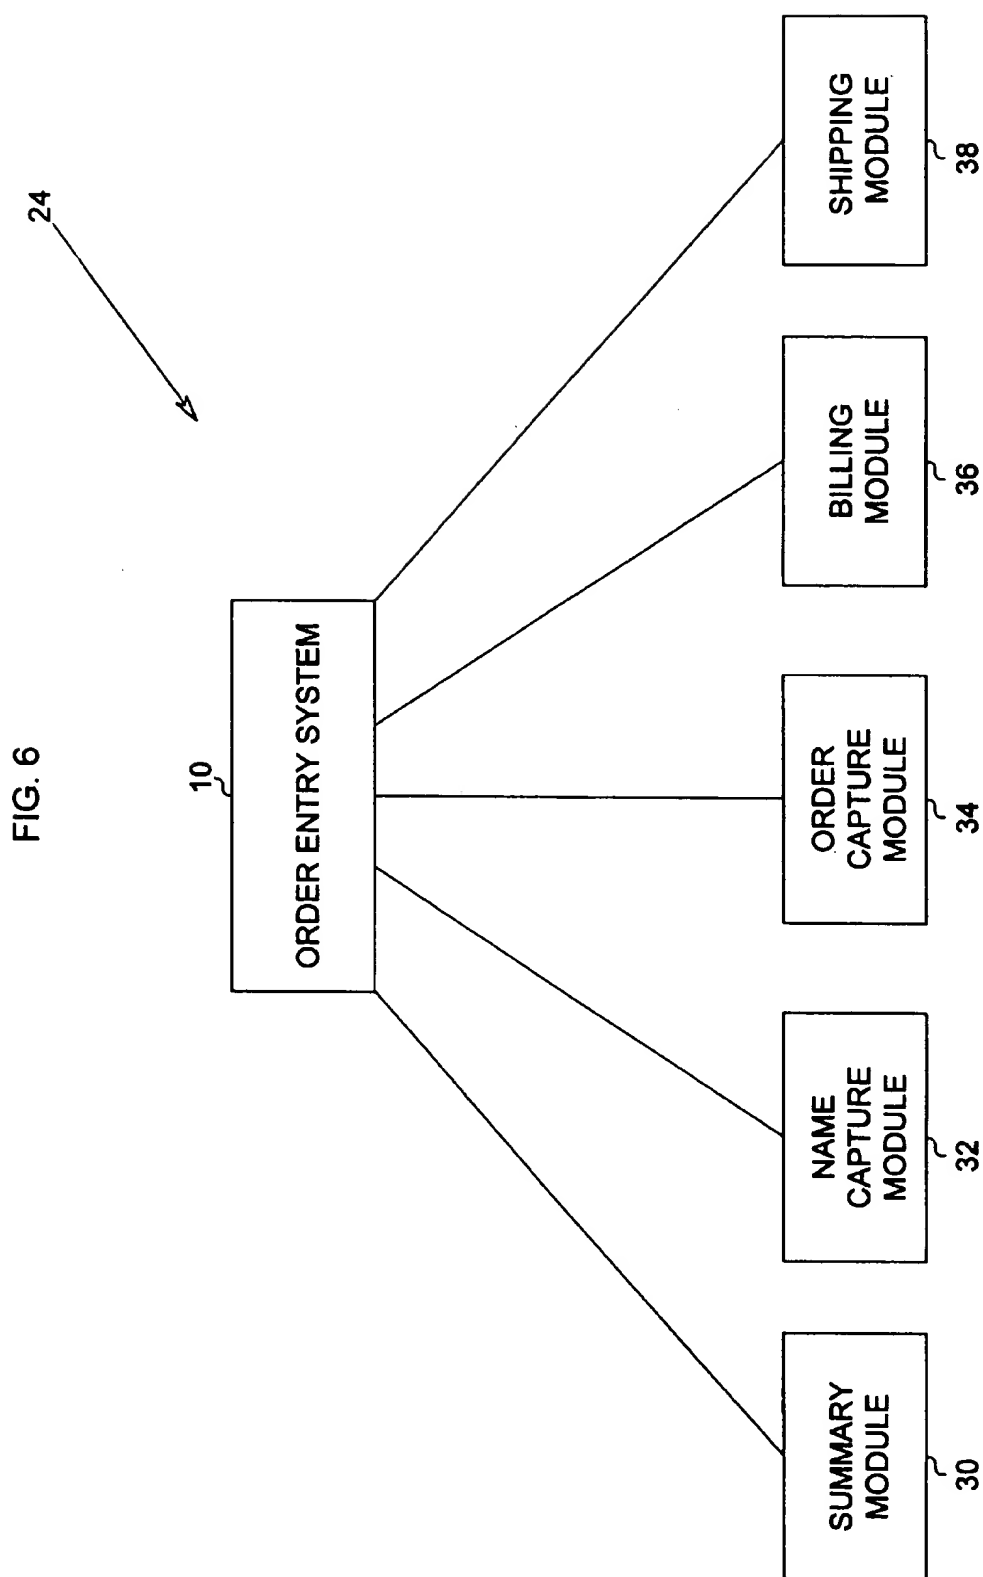 FIG. 6
24
10
ORDER ENTRY SYSTEM
SUMMARY
MODULE
30
NAME
CAPTURE
MODULE
32
ORDER
CAPTURE
MODULE
34
BILLING
MODULE
36
SHIPPING
MODULE
38